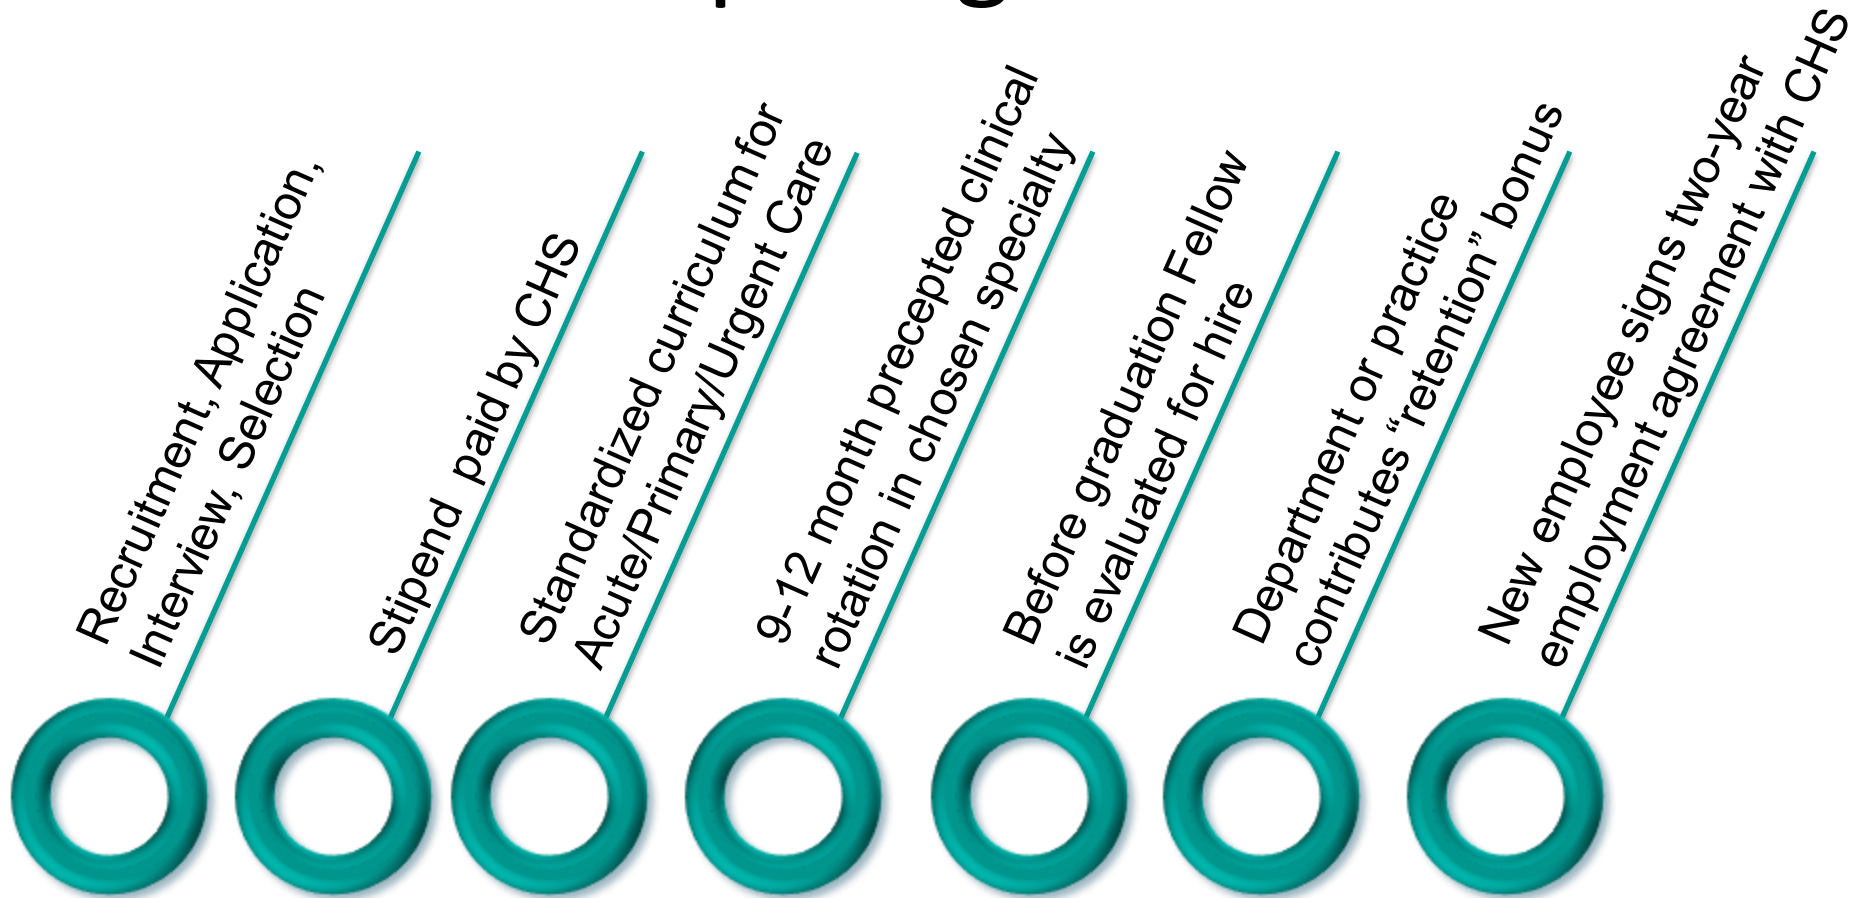 Recruitment, Application,
Interview, Selection
Stipend paid by CHS
Standardized curriculum for
Acute/Primary/Urgent Care
9-12 month precepted clinical
rotation in chosen specialty
Before graduation Fellow
is evaluated for hire
Department or practice
contributes “retention” bonus
New employee signs two-year
employment agreement with CHS